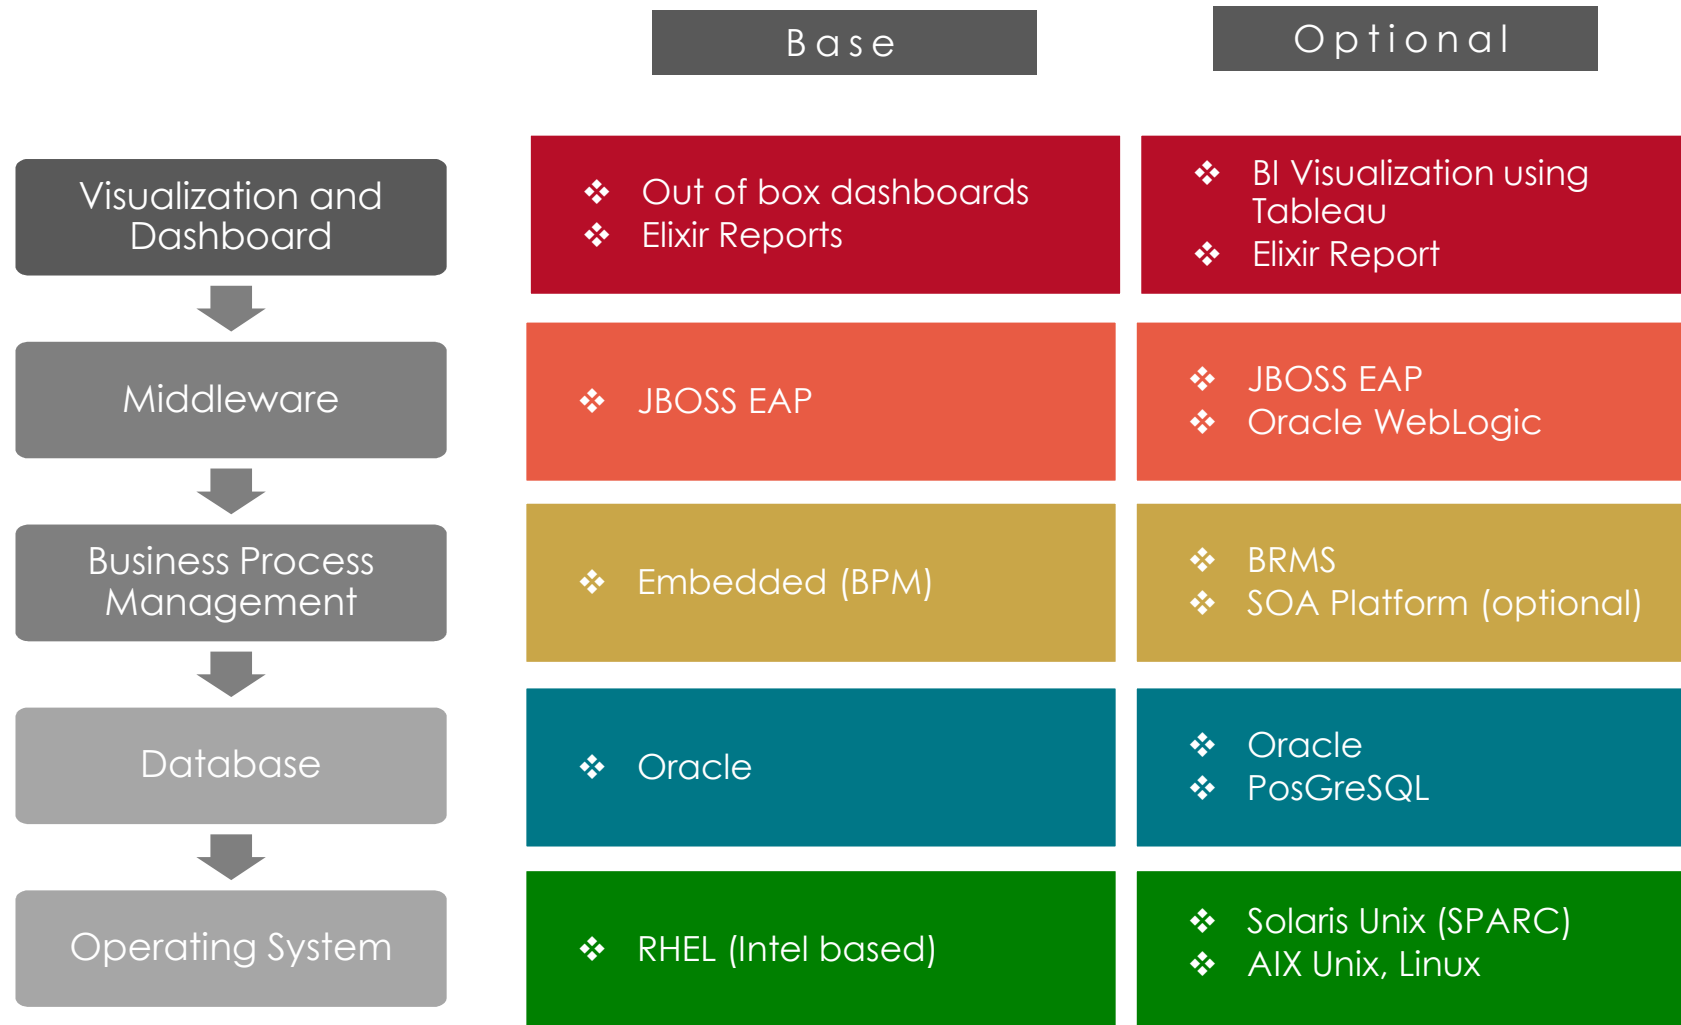 Base
Optional
Visualization and
Dashboard
❖ Out of box dashboards
❖ Elixir Reports
❖ BI Visualization using
Tableau
❖ Elixir Report
Middleware
❖ JBOSS EAP
❖ JBOSS EAP
❖ Oracle WebLogic
Business Process
Management
❖ Embedded (BPM)
❖ BRMS
❖ SOA Platform (optional)
Database
❖ Oracle
❖ Oracle
❖ PosGreSQL
Operating System
❖ RHEL (Intel based)
❖ Solaris Unix (SPARC)
❖ AIX Unix, Linux